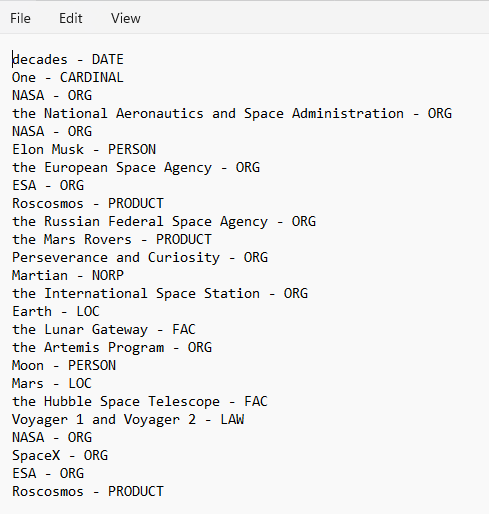 File Edit View
decades - DATE
One - CARDINAL
NASA - ORG
the National Aeronautics and Space Administration - ORG
NASA - ORG
Elon Musk - PERSON
the European Space Agency - ORG
ESA - ORG
Roscosmos - PRODUCT
the Russian Federal Space Agency - ORG
the Mars Rovers - PRODUCT
Perseverance and Curiosity - ORG
Martian - NORP
the International Space Station - ORG
Earth - LOC
the Lunar Gateway - FAC
the Artemis Program - ORG
Moon - PERSON
Mars - LOC
the Hubble Space Telescope - FAC
Voyager 1 and Voyager 2 - LAW
NASA - ORG
SpaceX - ORG
ESA - ORG
Roscosmos - PRODUCT